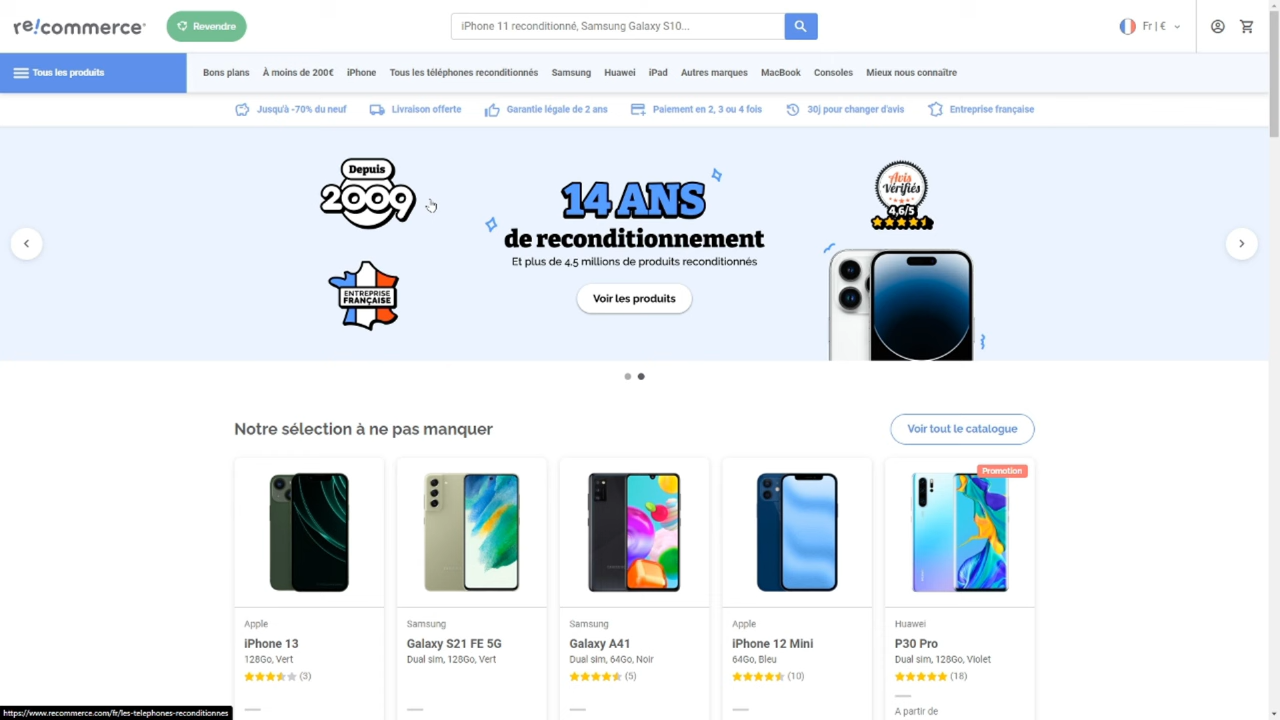 re!commerce
Revendre
iPhone 11 reconditionné, Samsung Galaxy S10...
Fr | €
Tous les produits
Bons plans
À moins de 200€
iPhone
Tous les téléphones reconditionnés
Samsung
Huawei
iPad
Autres marques
MacBook
Consoles
Mieux nous connaître
Jusqu'à -70% du neuf
Livraison offerte
Garantie légale de 2 ans
Paiement en 2, 3 ou 4 fois
30j pour changer d'avis
Entreprise française
Depuis
2009
ENTREPRISE
FRANÇAISE
14 ANS
de reconditionnement
Et plus de 4,5 millions de produits reconditionnés
Voir les produits
Avis
Vérifiés
4,6/5
Notre sélection à ne pas manquer
Voir tout le catalogue
Promotion
Apple
iPhone 13
128Go, Vert
(3)
Samsung
Galaxy S21 FE 5G
Dual sim, 128Go, Vert
Samsung
Galaxy A41
Dual sim, 64Go, Noir
(5)
Apple
iPhone 12 Mini
64Go, Bleu
(10)
Huawei
P30 Pro
Dual sim, 128Go, Violet
(18)
A partir de
https://www.recommerce.com/fr/les-telephones-reconditionnes